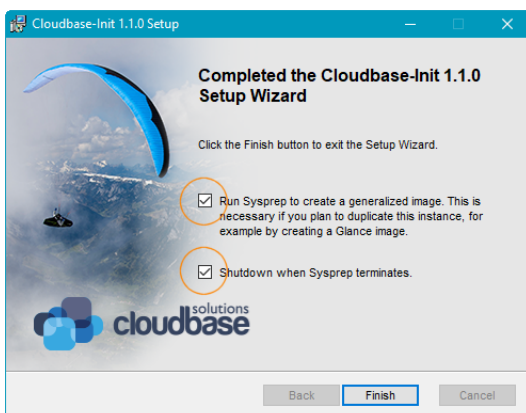 Cloudbase-Init 1.1.0 Setup
Completed the Cloudbase-Init 1.1.0
Setup Wizard
Click the Finish button to exit the Setup Wizard.
Run Sysprep to create a generalized image. This is
necessary if you plan to duplicate this instance, for
example by creating a Glance image.
Shutdown when Sysprep terminates.
solutions
cloudbase
Back
Finish
Cancel